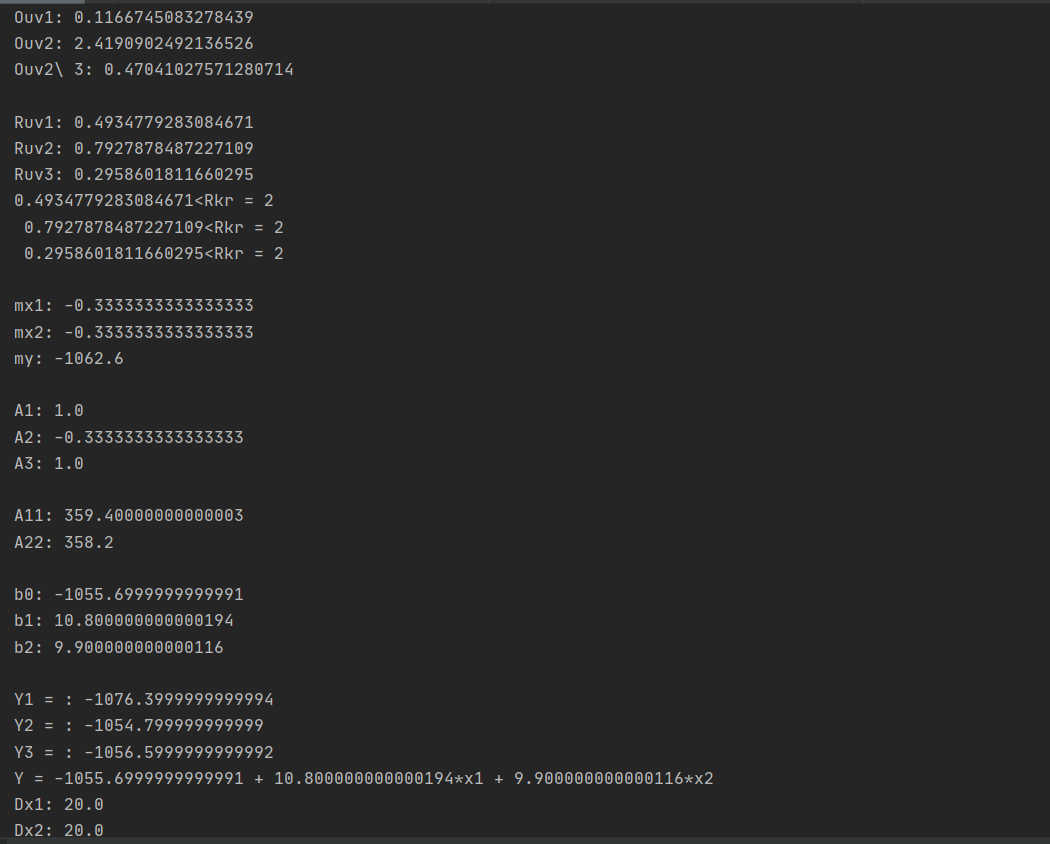 Ouv1: 0.1166745083278439
Ouv2: 2.4190902492136526
Ouv2\ 3: 0.47041027571280714
Ruv1: 0.4934779283084671
Ruv2: 0.7927878487227109
Ruv3: 0.2958601811660295
0.4934779283084671<Rkr = 2
0.7927878487227109<Rkr = 2
0.2958601811660295<Rkr = 2
mx1: -0.3333333333333333
mx2: -0.3333333333333333
my: -1062.6
A1: 1.0
A2: -0.3333333333333333
A3: 1.0
A11: 359.40000000000003
A22: 358.2
b0: -1055.6999999999991
b1: 10.800000000000194
b2: 9.900000000000116
Y1 = : -1076.3999999999994
Y2 = : -1054.799999999999
Y3 = : -1056.5999999999992
Y = -1055.6999999999991 + 10.800000000000194*x1 + 9.900000000000116*x2
Dx1: 20.0
Dx2: 20.0